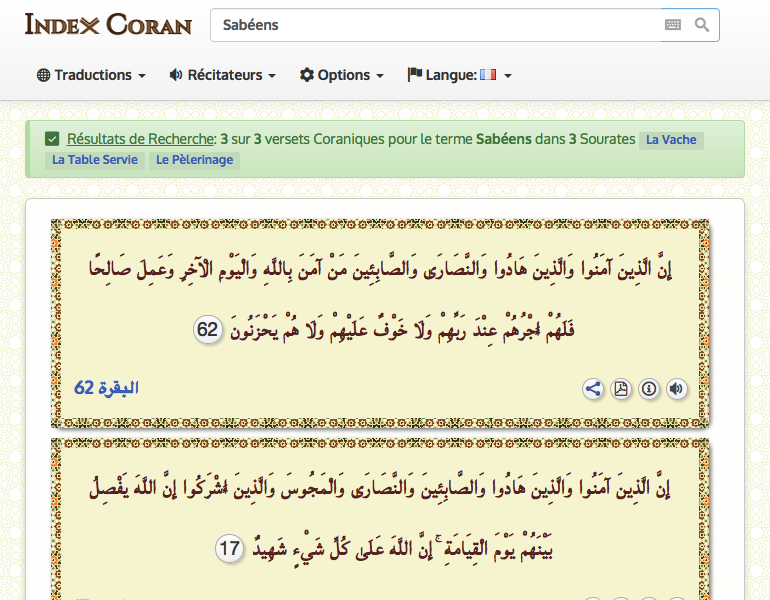 Index Coran
Sabéens
Traductions Récitateurs Options Langue:
Résultats de Recherche: 3 sur 3 versets Coraniques pour le terme Sabéens dans 3 Sourates La Vache
La Table Servie Le Pèlerinage
إِنَّ الَّذِينَ آمَنُوا وَالَّذِينَ هَادُوا وَالنَّصَارَىٰ وَالصَّابِئِينَ مَنْ آمَنَ بِاللَّهِ وَالْيَوْمِ الْآخِرِ وَعَمِلَ صَالِحًا
فَلَهُمْ أَجْرُهُمْ عِنْدَ رَبِّهِمْ وَلَا خَوْفٌ عَلَيْهِمْ وَلَا هُمْ يَحْزَنُونَ 62
البقرة 62
إِنَّ الَّذِينَ آمَنُوا وَالَّذِينَ هَادُوا وَالصَّابِئِينَ وَالنَّصَارَىٰ وَالْمَجُوسَ وَالَّذِينَ أَشْرَكُوا إِنَّ اللَّهَ يَفْصِلُ
بَيْنَهُمْ يَوْمَ الْقِيَامَةِ ۚ إِنَّ اللَّهَ عَلَىٰ كُلِّ شَيْءٍ شَهِيدٌ 17